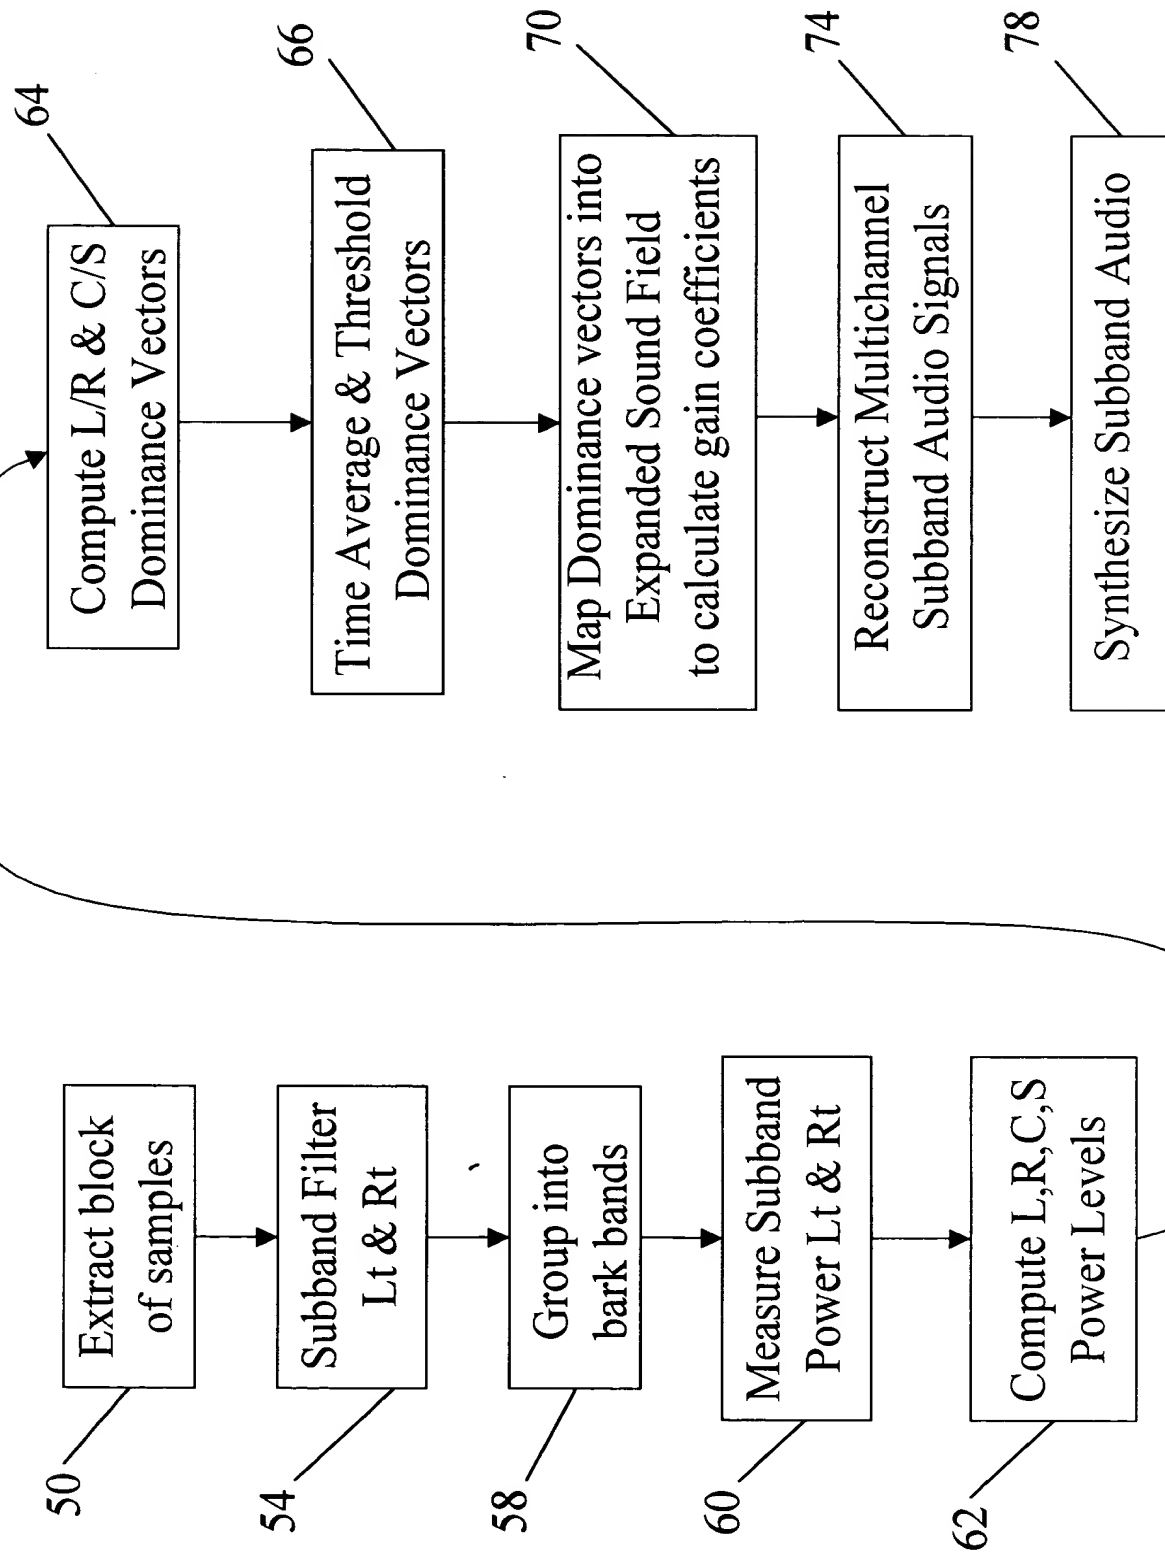 50
Extract block
of samples
54
Subband Filter
Lt & Rt
58
Group into
bark bands
60
Measure Subband
Power Lt & Rt
62
Compute L,R,C,S
Power Levels
64
Compute L/R & C/S
Dominance Vectors
66
Time Average & Threshold
Dominance Vectors
70
Map Dominance vectors into
Expanded Sound Field
to calculate gain coefficients
74
Reconstruct Multichannel
Subband Audio Signals
78
Synthesize Subband Audio